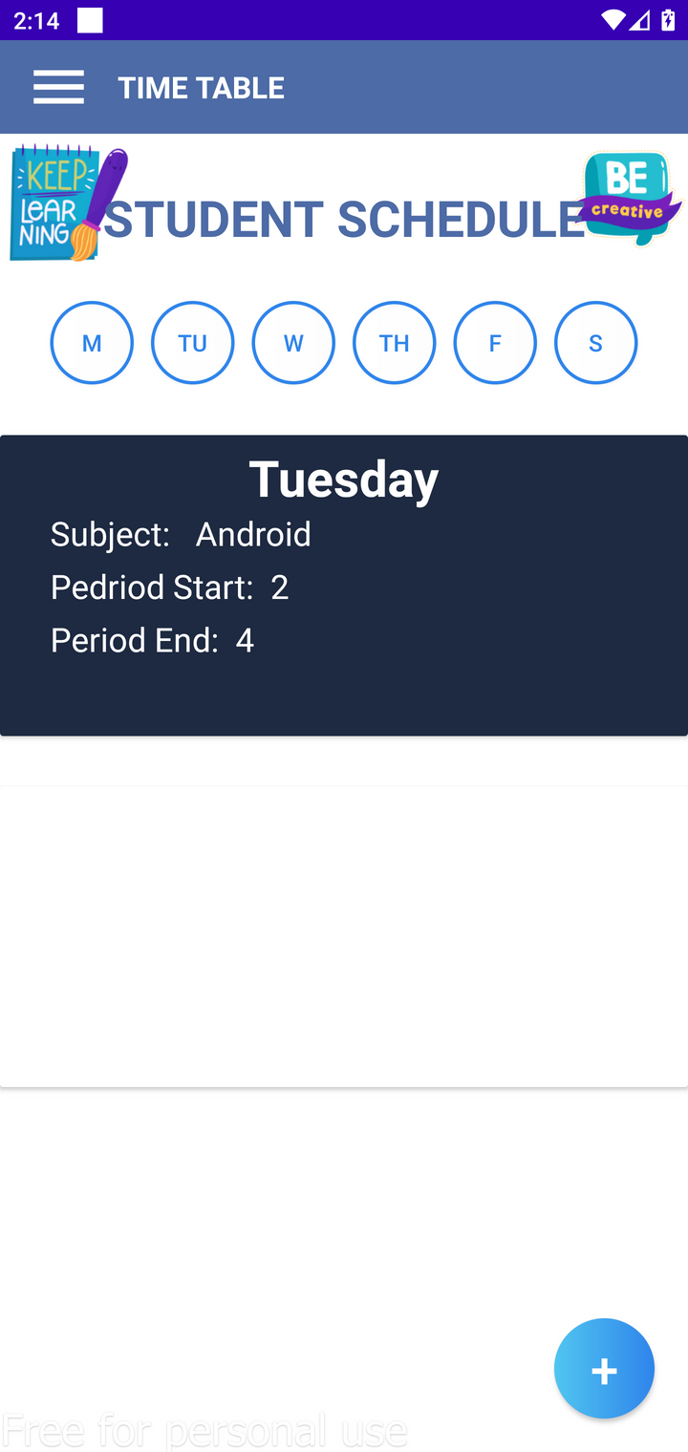 2:14
TIME TABLE
KEEP
LEAR
NING
STUDENT SCHEDULE
BE
creative
M TU W TH F S
Tuesday
Subject: Android
Pedriod Start: 2
Period End: 4
+
Free for personal use